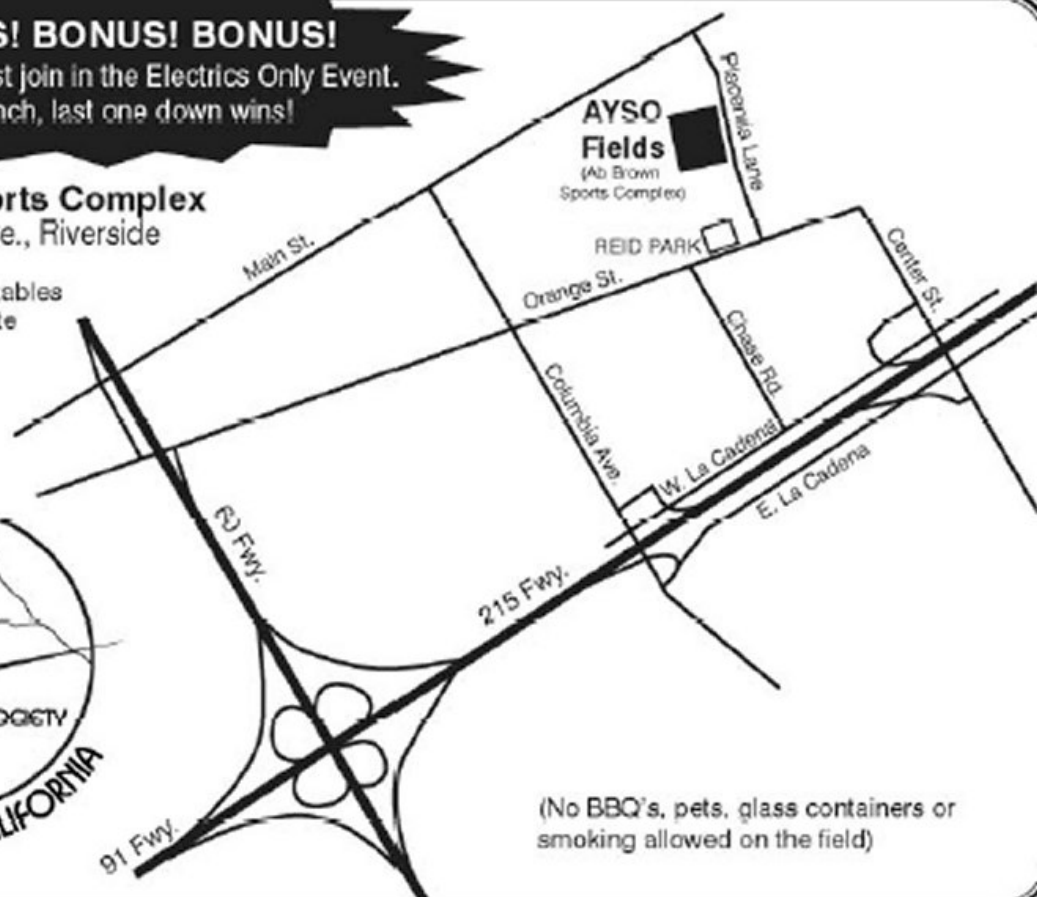 S! BONUS! BONUS!
st join in the Electrics Only Event.
nch, last one down wins!
orts Complex
e., Riverside
ables
te
AYSO
Fields
(Ab Brown
Sports Complex)
Placentia Lane
REID PARK
Main St.
Orange St.
Center St.
Chase Rd.
Columbia Ave.
W. La Cadena
E. La Cadena
Fwy.
215 Fwy.
91 Fwy.
OCIETY
LIFORNIA
(No BBQ's, pets, glass containers or
smoking allowed on the field)